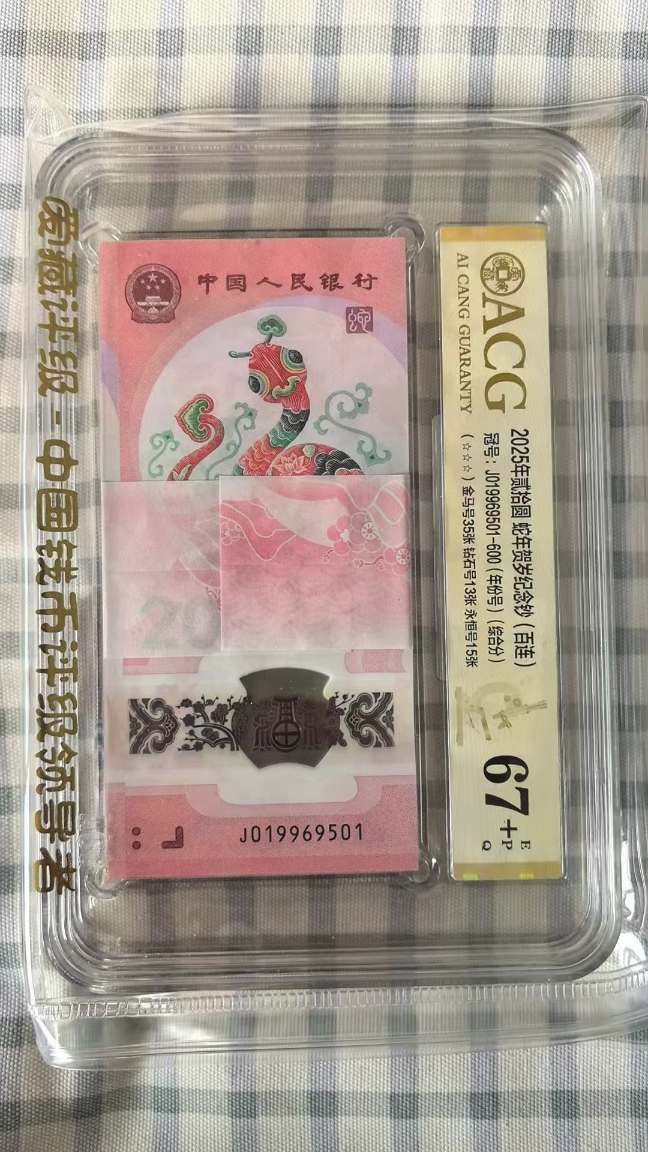 爱藏评级-中国钱币评级领导者
中国人民银行
J019969501
ACG
AI CANG GUARANTY
2025年贰拾圆 蛇年贺岁纪念钞（百连）
冠号：J019969501-600（年份号）（综合分）
（☆☆☆）金马号35张 钻石号13张 永恒号15张
67+
E
P
Q